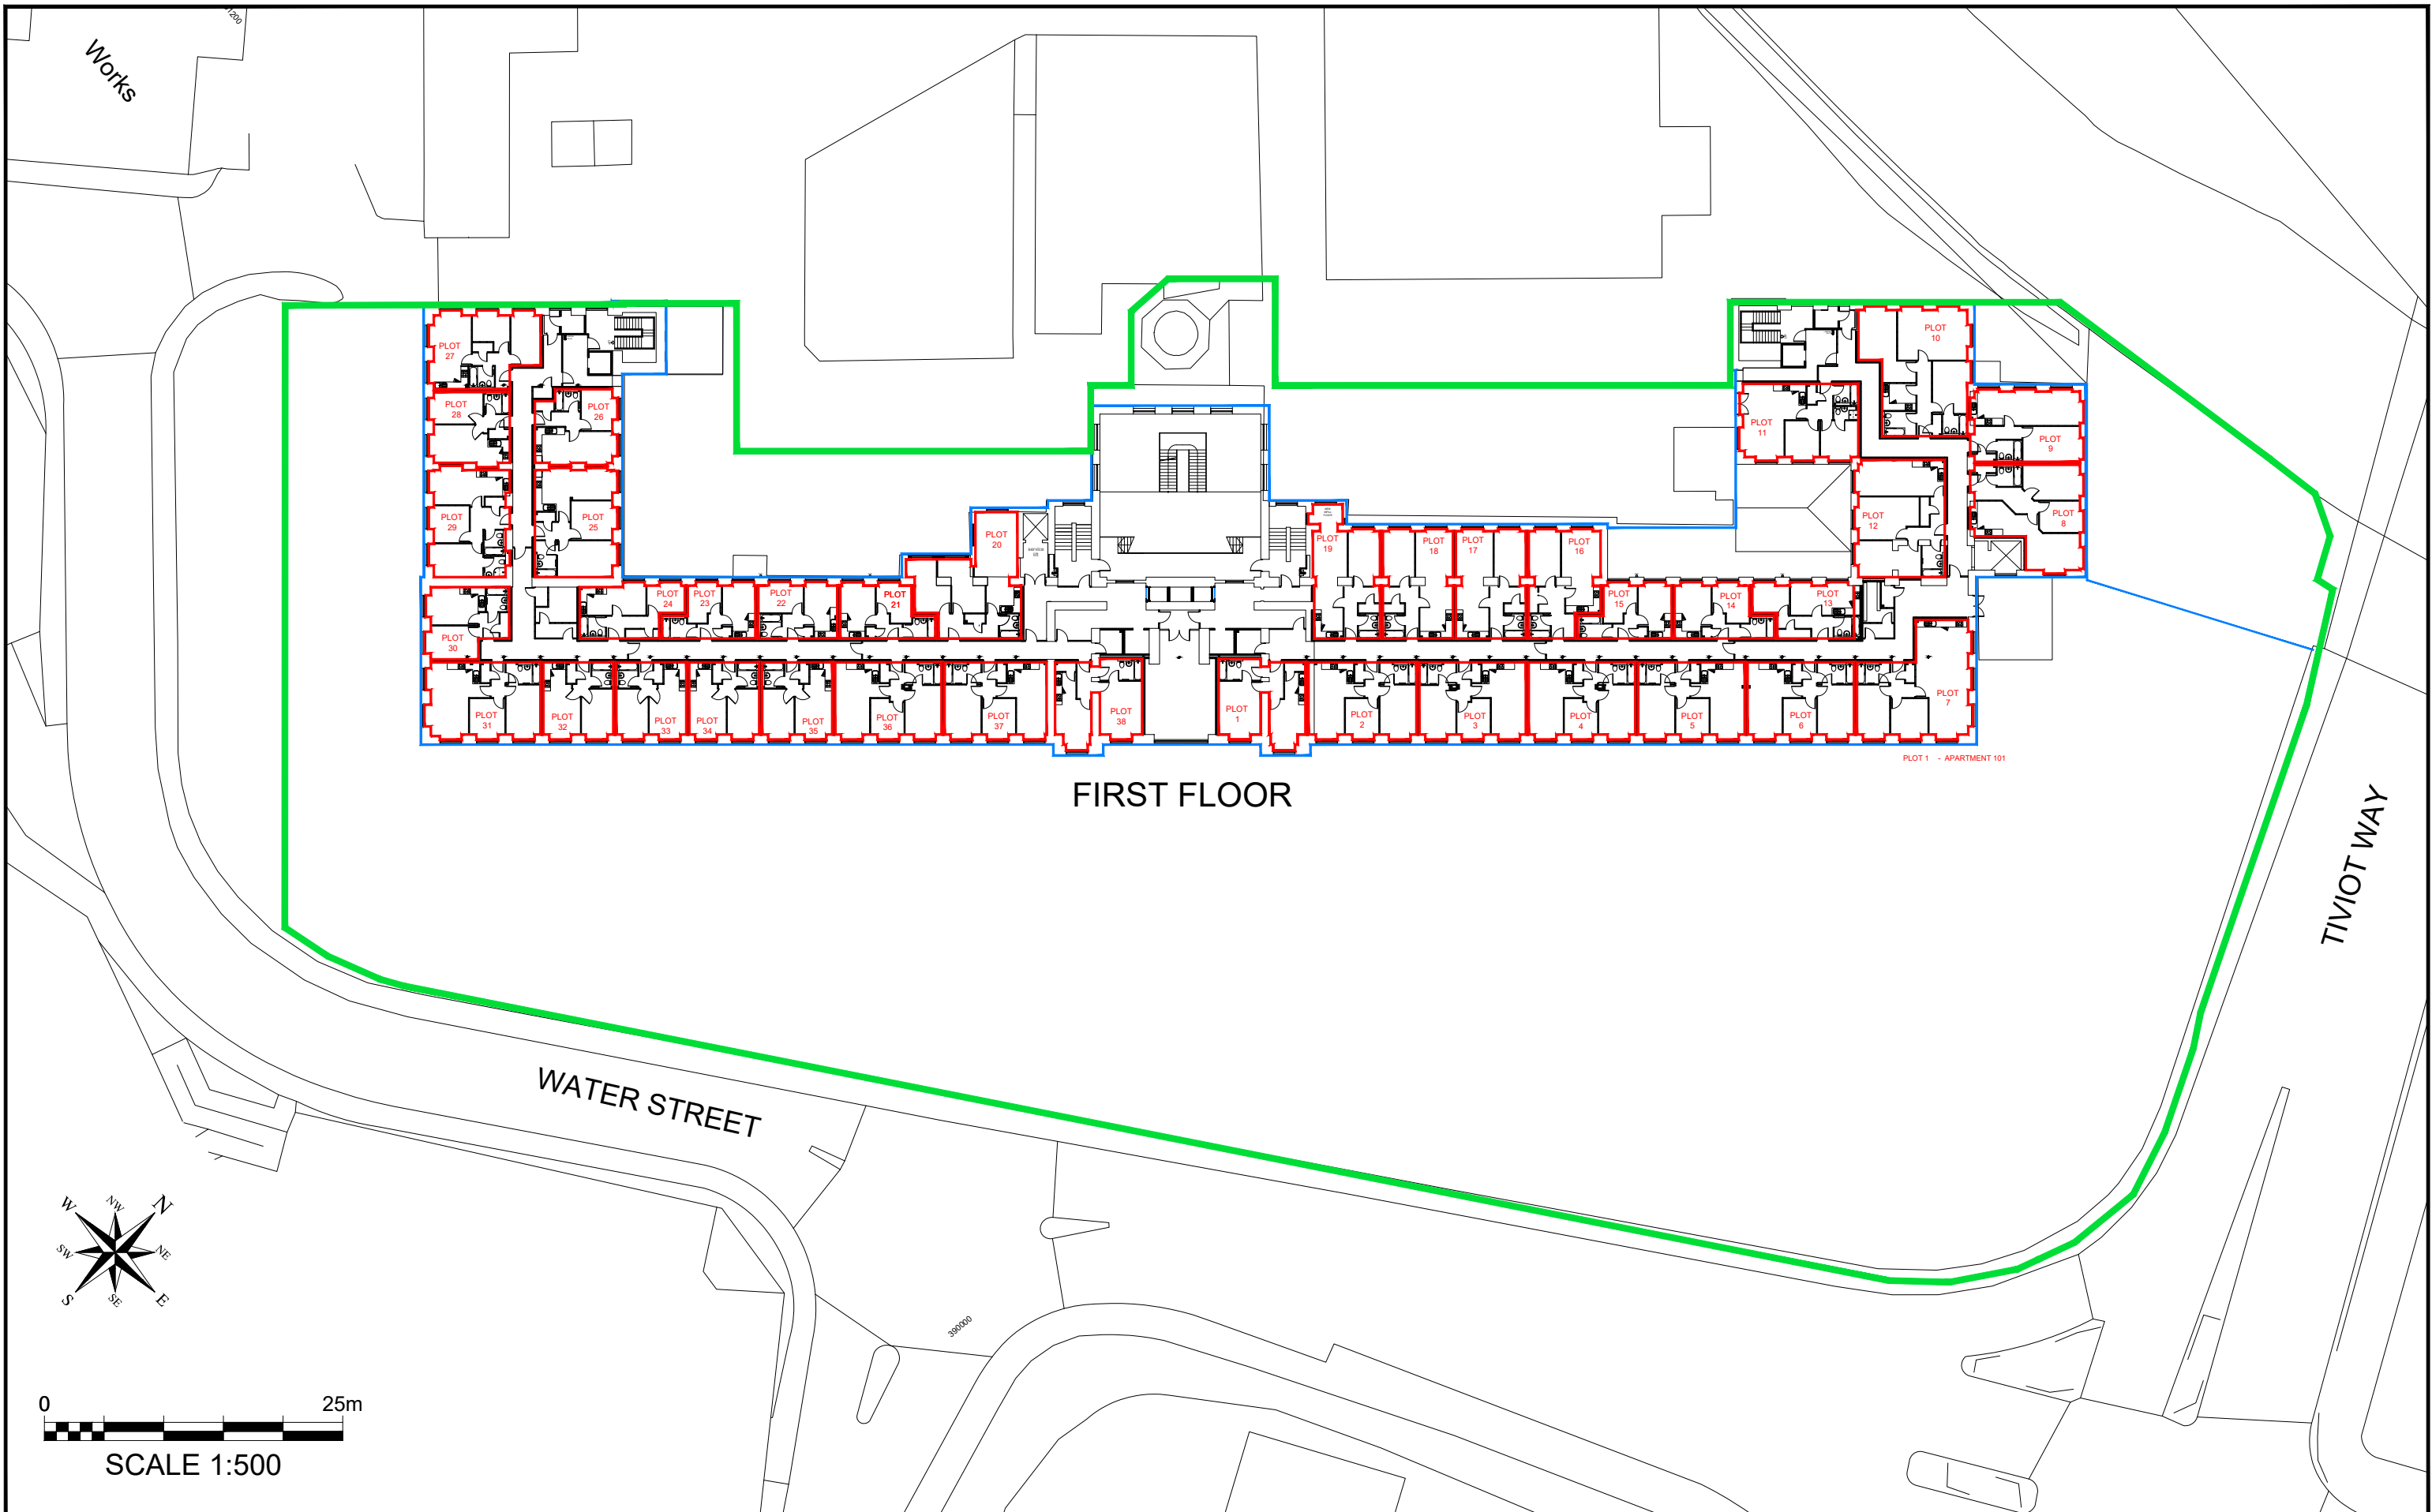 Works
PLOT
27
PLOT
28
PLOT
26
PLOT
29
PLOT
25
PLOT
30
PLOT
24
PLOT
23
PLOT
22
PLOT
21
PLOT
20
PLOT
19
PLOT
18
PLOT
17
PLOT
16
PLOT
15
PLOT
14
PLOT
13
PLOT
12
PLOT
11
PLOT
10
PLOT
9
PLOT
8
PLOT
31
PLOT
32
PLOT
33
PLOT
34
PLOT
35
PLOT
36
PLOT
37
PLOT
38
PLOT
1
PLOT
2
PLOT
3
PLOT
4
PLOT
5
PLOT
6
PLOT
7
PLOT 1 - APARTMENT 101
FIRST FLOOR
TIVIOT WAY
WATER STREET
W
NW
N
SW
NE
S
SE
E
390000
0 25m
SCALE 1:500